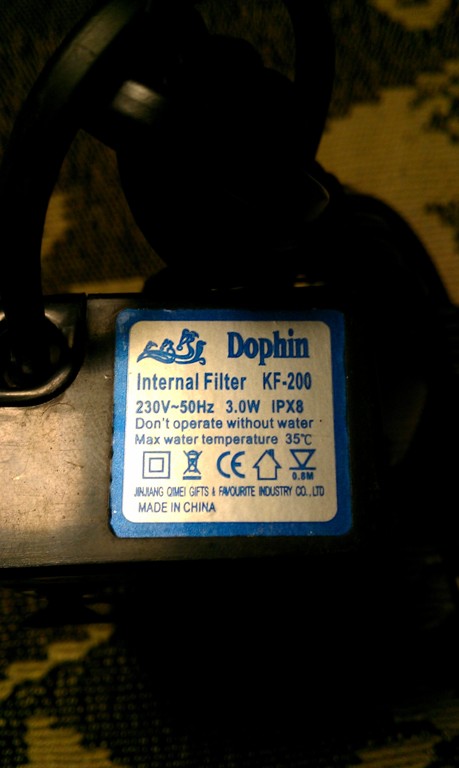 Dophin
Internal Filter KF-200
230V~50Hz 3.0W IPX8
Don't operate without water
Max water temperature 35℃
CE
0.8M
JINJIANG QIMEI GIFTS & FAVOURITE INDUSTRY CO., LTD
MADE IN CHINA